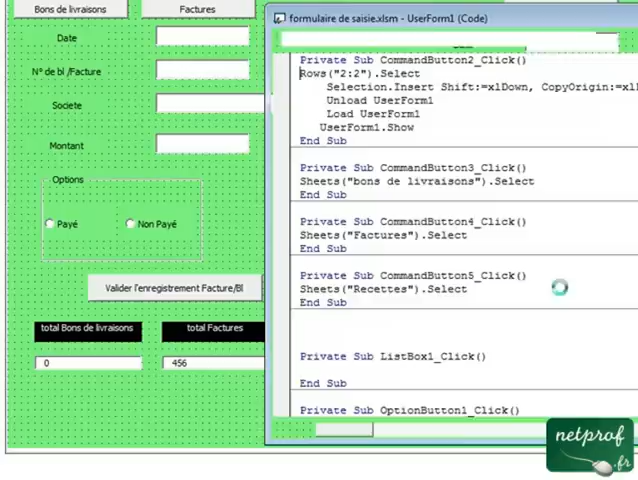 Bons de livraisons
Factures
Date
N° de bl /Facture
Societe
Montant
Options
Payé
Non Payé
Valider l'enregistrement Facture/Bl
total Bons de livraisons
total Factures
0
456
formulaire de saisie.xlsm - UserForm1 (Code)
Private Sub CommandButton2_Click()
Rows("2:2").Select
Selection.Insert Shift:=xlDown, CopyOrigin:=xl
Unload UserForm1
Load UserForm1
UserForm1.Show
End Sub
Private Sub CommandButton3_Click()
Sheets("bons de livraisons").Select
End Sub
Private Sub CommandButton4_Click()
Sheets("Factures").Select
End Sub
Private Sub CommandButton5_Click()
Sheets("Recettes").Select
End Sub
Private Sub ListBox1_Click()
End Sub
Private Sub OptionButton1_Click()
netprof
.fr